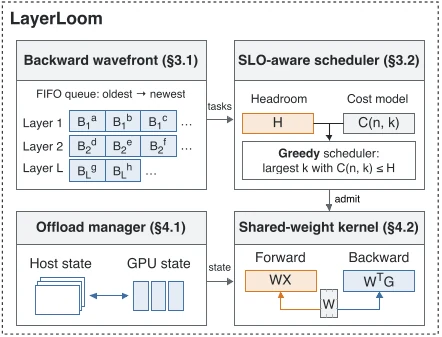 LayerLoom
Backward wavefront (§3.1)
FIFO queue: oldest → newest
Layer 1 B₁ᵃ B₁ᵇ B₁ᶜ ...
Layer 2 B₂ᵈ B₂ᵉ B₂ᶠ ...
Layer L B_L^g B_L^h ...
tasks
SLO-aware scheduler (§3.2)
Headroom Cost model
H C(n, k)
Greedy scheduler:
largest k with C(n, k) ≤ H
admit
Offload manager (§4.1)
Host state GPU state
state
Shared-weight kernel (§4.2)
Forward Backward
WX WᵀG
W